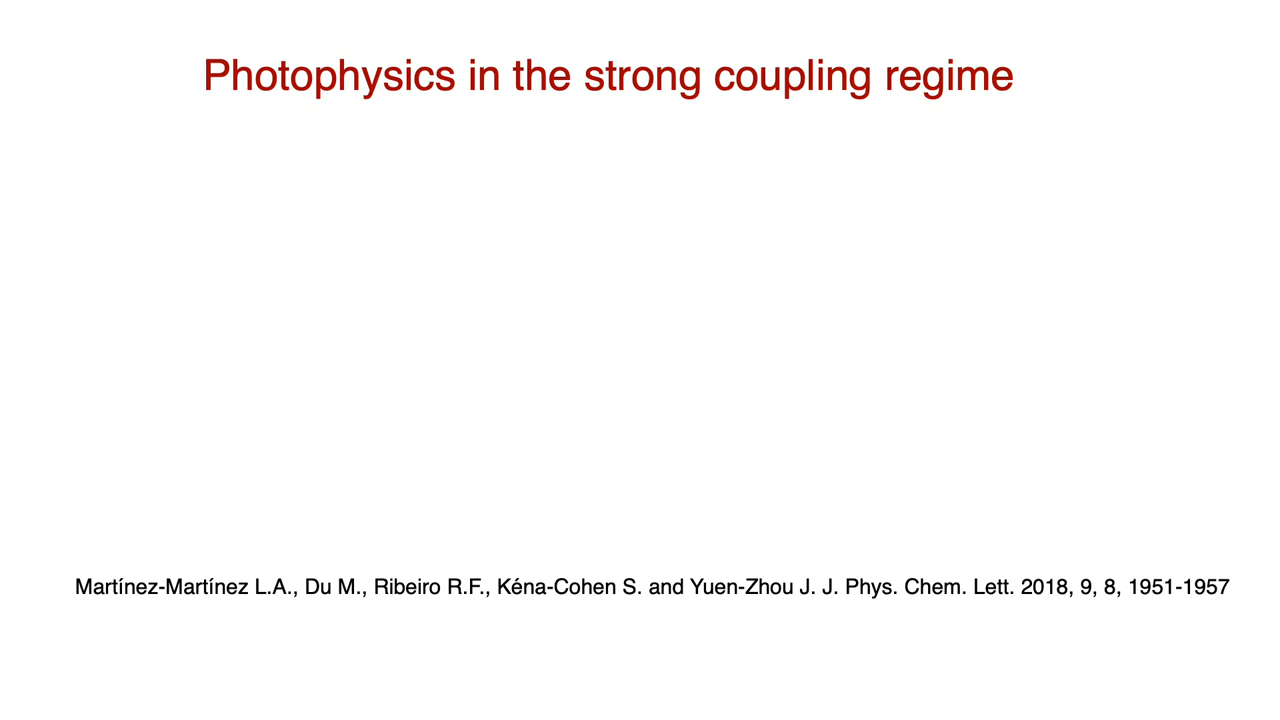 Photophysics in the strong coupling regime
Martínez-Martínez L.A., Du M., Ribeiro R.F., Kéna-Cohen S. and Yuen-Zhou J. J. Phys. Chem. Lett. 2018, 9, 8, 1951-1957